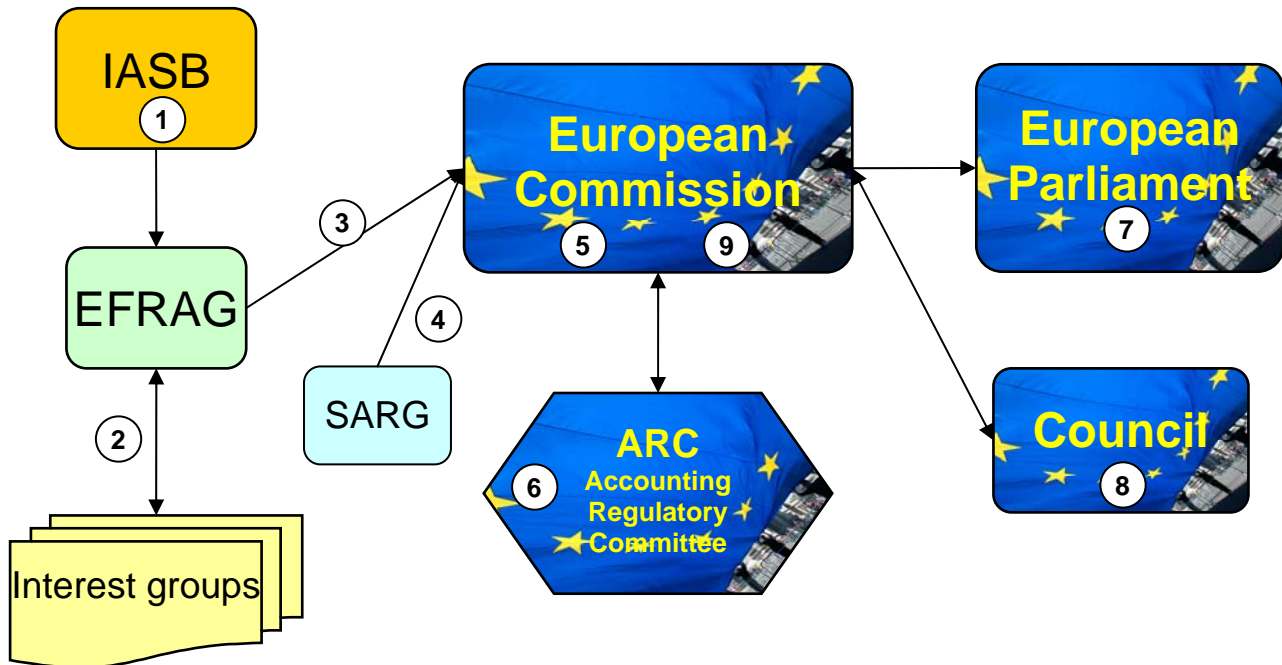 IASB
1
European
Commission
5
9
European
Parliament
7
3
EFRAG
4
SARG
2
ARC
Accounting
Regulatory
Committee
6
Council
8
Interest groups